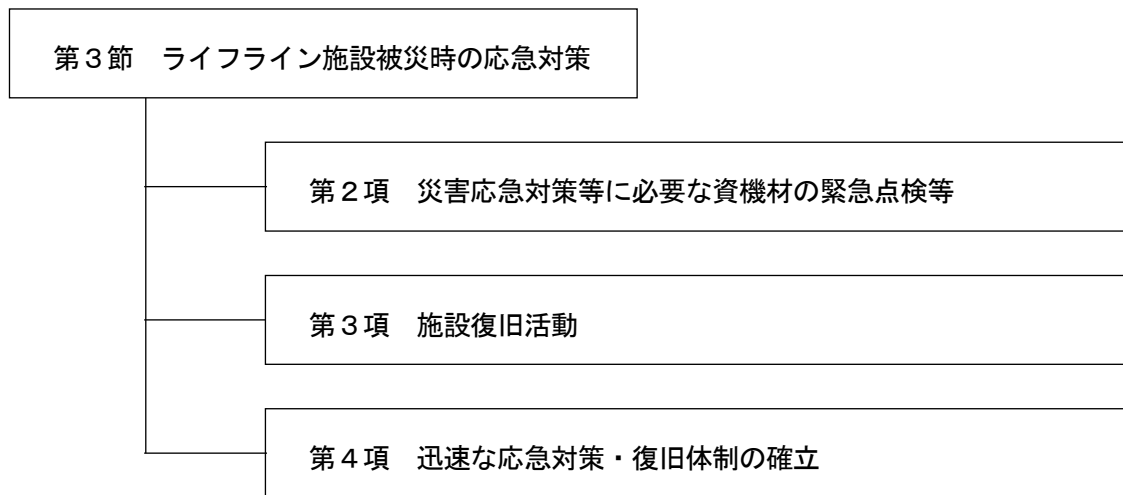 第３節　ライフライン施設被災時の応急対策
第２項　災害応急対策等に必要な資機材の緊急点検等
第３項　施設復旧活動
第４項　迅速な応急対策・復旧体制の確立